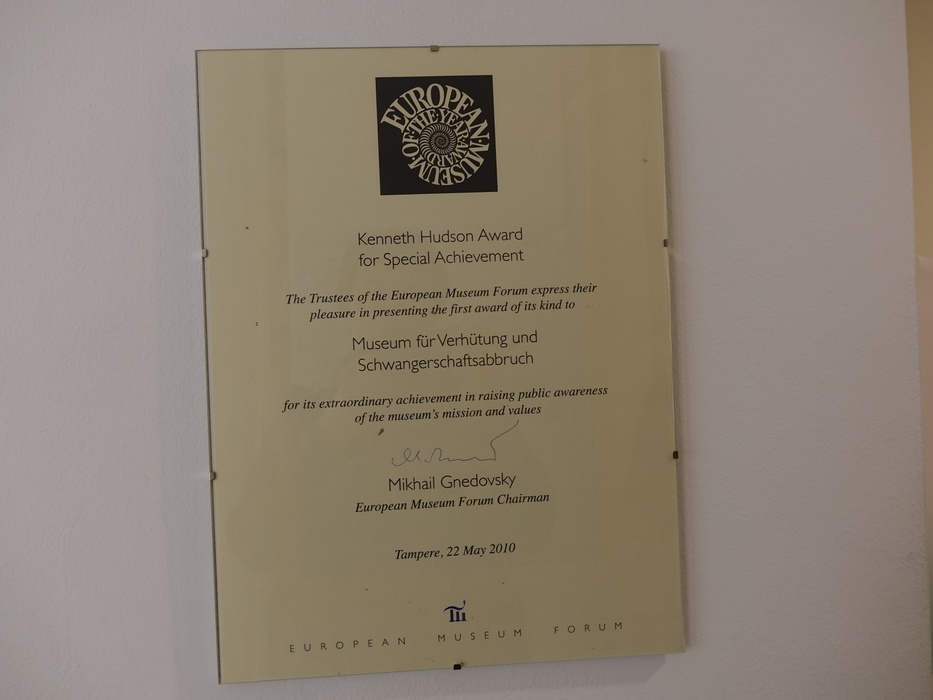 EUROPEAN · MUSEUM
· OF · THE · YEAR · AWARD
Kenneth Hudson Award
for Special Achievement
The Trustees of the European Museum Forum express their
pleasure in presenting the first award of its kind to
Museum für Verhütung und
Schwangerschaftsabbruch
for its extraordinary achievement in raising public awareness
of the museum's mission and values
Mikhail Gnedovsky
European Museum Forum Chairman
Tampere, 22 May 2010
EUROPEAN MUSEUM FORUM